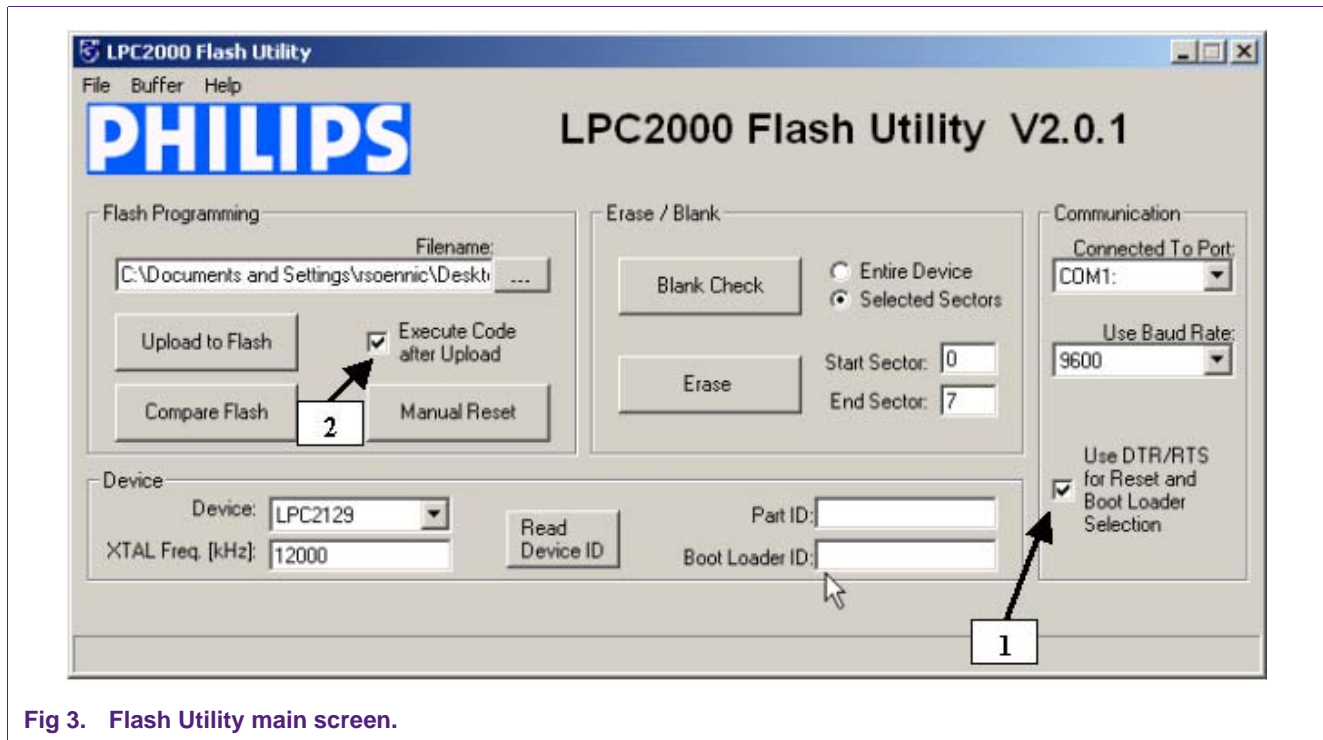 LPC2000 Flash Utility
File Buffer Help
PHILIPS
LPC2000 Flash Utility V2.0.1
Flash Programming
Filename:
C:\Documents and Settings\rsoennic\Deskt
...
Upload to Flash
Execute Code
after Upload
Compare Flash
2
Manual Reset
Erase / Blank
Blank Check
Entire Device
Selected Sectors
Erase
Start Sector: 0
End Sector: 7
Communication
Connected To Port:
COM1:
Use Baud Rate:
9600
Use DTR/RTS
for Reset and
Boot Loader
Selection
1
Device
Device: LPC2129
XTAL Freq. [kHz]: 12000
Read
Device ID
Part ID:
Boot Loader ID:
Fig 3. Flash Utility main screen.